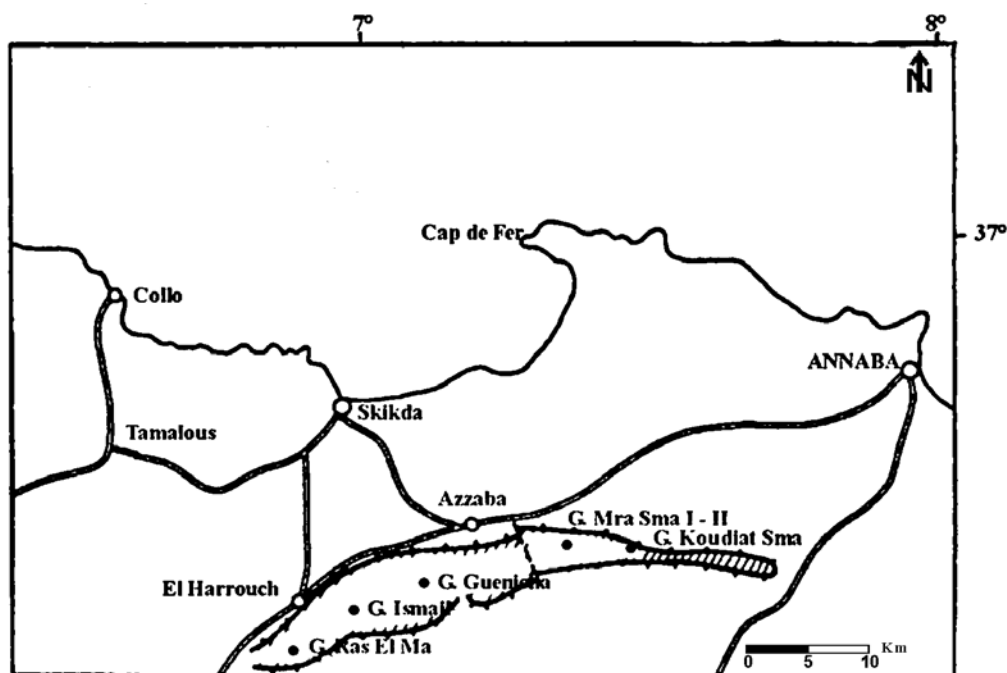 7°
8°
N
Cap de Fer
37°
Collo
ANNABA
Skikda
Tamalous
Azzaba
G. Mra Sma I - II
G. Koudiat Sma
El Harrouch
G. Guenicha
G. Ismail
G. Ras El Ma
0 5 10 Km